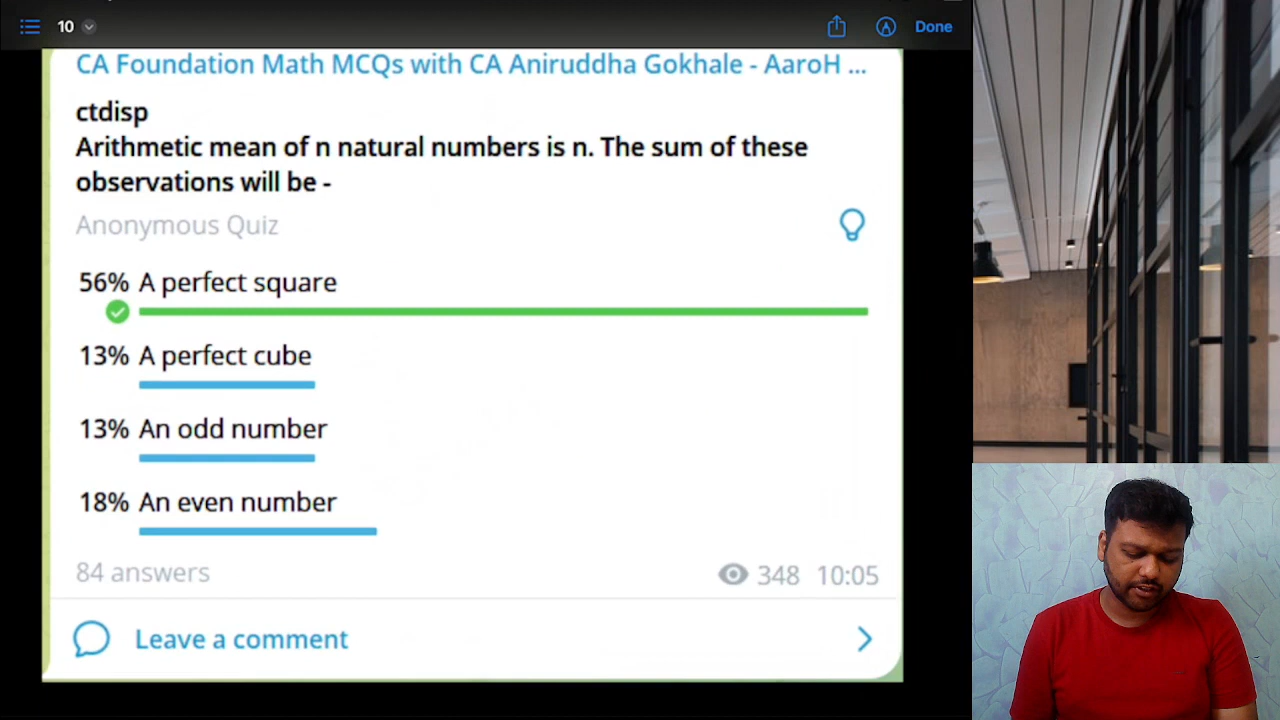 10
Done
CA Foundation Math MCQs with CA Aniruddha Gokhale - AaroH ...
ctdisp
Arithmetic mean of n natural numbers is n. The sum of these
observations will be -
Anonymous Quiz
56% A perfect square
13% A perfect cube
13% An odd number
18% An even number
84 answers
348 10:05
Leave a comment